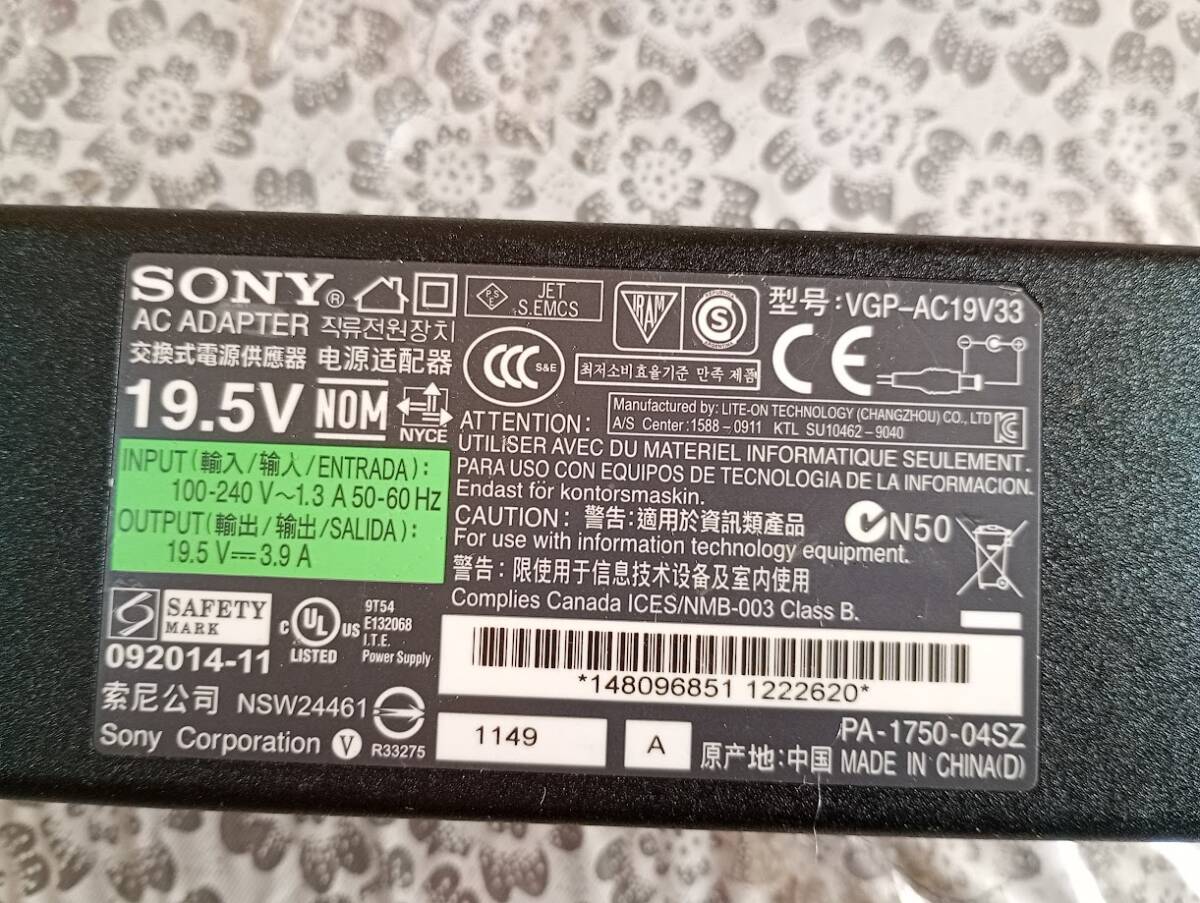 SONY®
AC ADAPTER 직류전원장치
交換式電源供應器 电源适配器
19.5V NOM NYCE
INPUT (輸入/输入/ENTRADA):
100-240 V～1.3 A 50-60 Hz
OUTPUT (輸出/输出/SALIDA):
19.5 V⎓ 3.9 A
SAFETY
MARK
092014-11
c UL us
LISTED
9T54
E132068
I.T.E.
Power Supply
索尼公司 NSW24461
Sony Corporation V R33275
PSE JET
S.EMCS
IRAM
REPUBLICA S ARGENTINA
型号:VGP-AC19V33
CCC S&E
최저소비효율기준 만족 제품
CE
Manufactured by: LITE-ON TECHNOLOGY (CHANGZHOU) CO., LTD
A/S Center:1588-0911 KTL SU10462-9040
ATTENTION:
UTILISER AVEC DU MATERIEL INFORMATIQUE SEULEMENT.
PARA USO CON EQUIPOS DE TECNOLOGIA DE LA INFORMACION.
Endast för kontorsmaskin.
CAUTION: 警告:適用於資訊類產品
For use with information technology equipment.
N50
警告: 限使用于信息技术设备及室内使用
Complies Canada ICES/NMB-003 Class B.
*148096851 1222620*
1149
A
PA-1750-04SZ
原产地:中国 MADE IN CHINA(D)